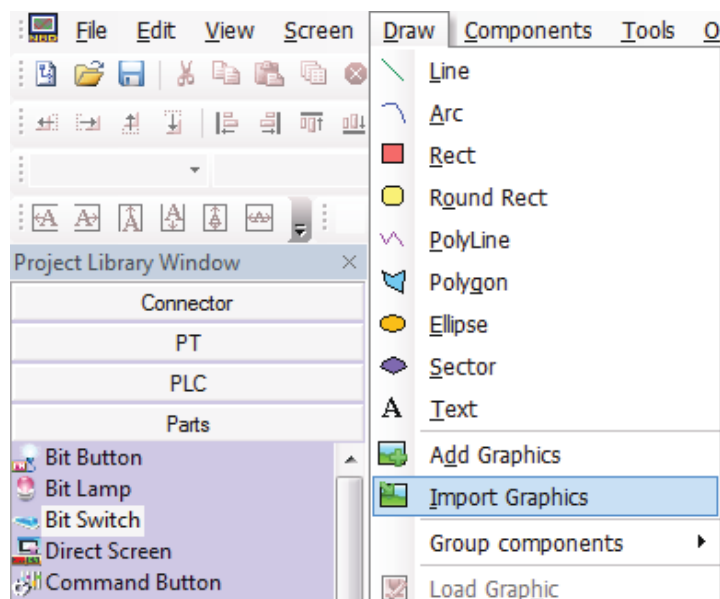 File Edit View Screen Draw Components Tools O
Line
Arc
Rect
Round Rect
PolyLine
Polygon
Ellipse
Sector
A Text
Add Graphics
Import Graphics
Group components
Load Graphic
Project Library Window
Connector
PT
PLC
Parts
Bit Button
Bit Lamp
Bit Switch
Direct Screen
Command Button